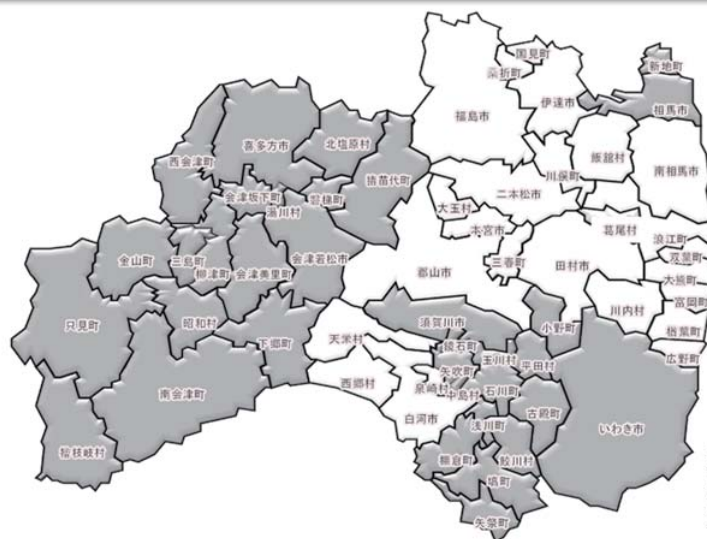 国見町
桑折町
新地町
福島市
伊達市
相馬市
喜多方市
北塩原村
西会津町
猪苗代町
飯舘村
南相馬市
川俣町
会津坂下町
磐梯町
湯川村
二本松市
大玉村
本宮市
葛尾村
浪江町
双葉町
金山町
三島町
柳津町
会津美里町
会津若松市
郡山市
三春町
田村市
大熊町
川内村
富岡町
楢葉町
広野町
只見町
昭和村
下郷町
天栄村
須賀川市
小野町
鏡石町
玉川村
平田村
矢吹町
西郷村
泉崎村
中島村
石川町
南会津町
白河市
浅川町
古殿町
いわき市
檜枝岐村
棚倉町
鮫川村
塙町
矢祭町